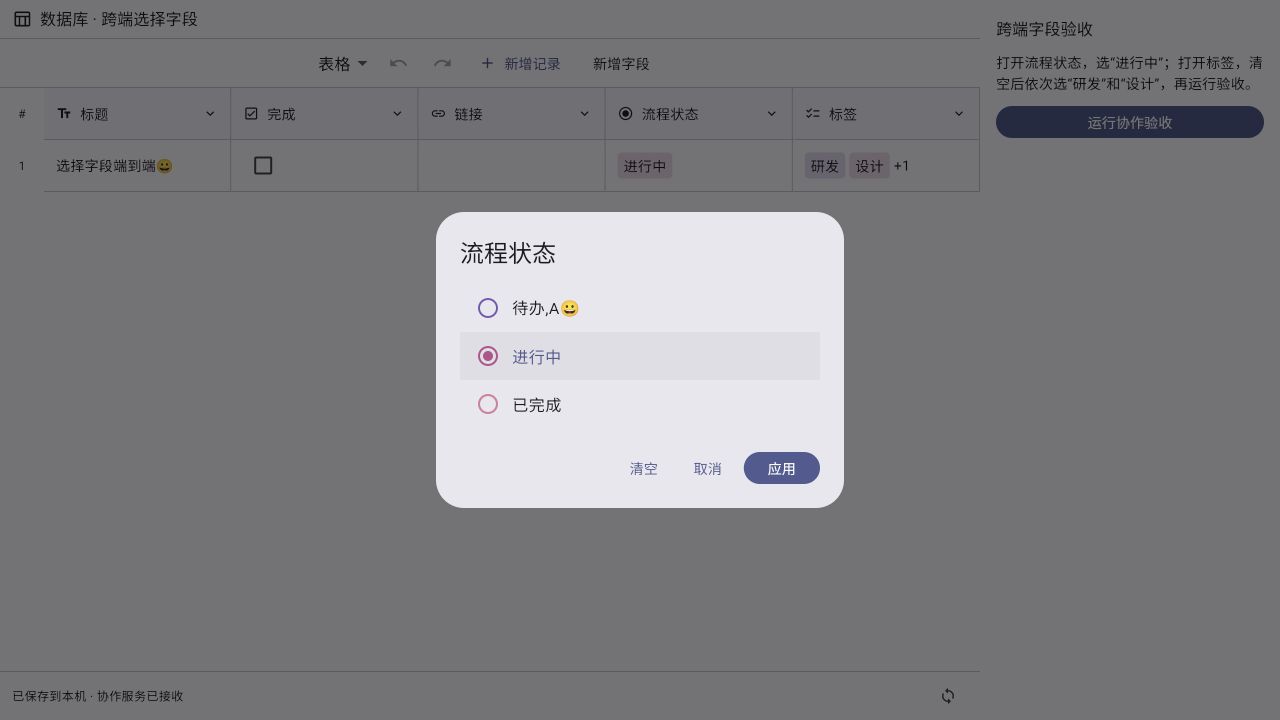 数据库 · 跨端选择字段
表格
新增记录
新增字段
# 标题 完成 链接 流程状态 标签
1 选择字段端到端😀 进行中 研发 设计 +1
流程状态
待办,A😀
进行中
已完成
清空 取消 应用
已保存到本机 · 协作服务已接收
跨端字段验收
打开流程状态，选“进行中”；打开标签，清
空后依次选“研发”和“设计”，再运行验收。
运行协作验收